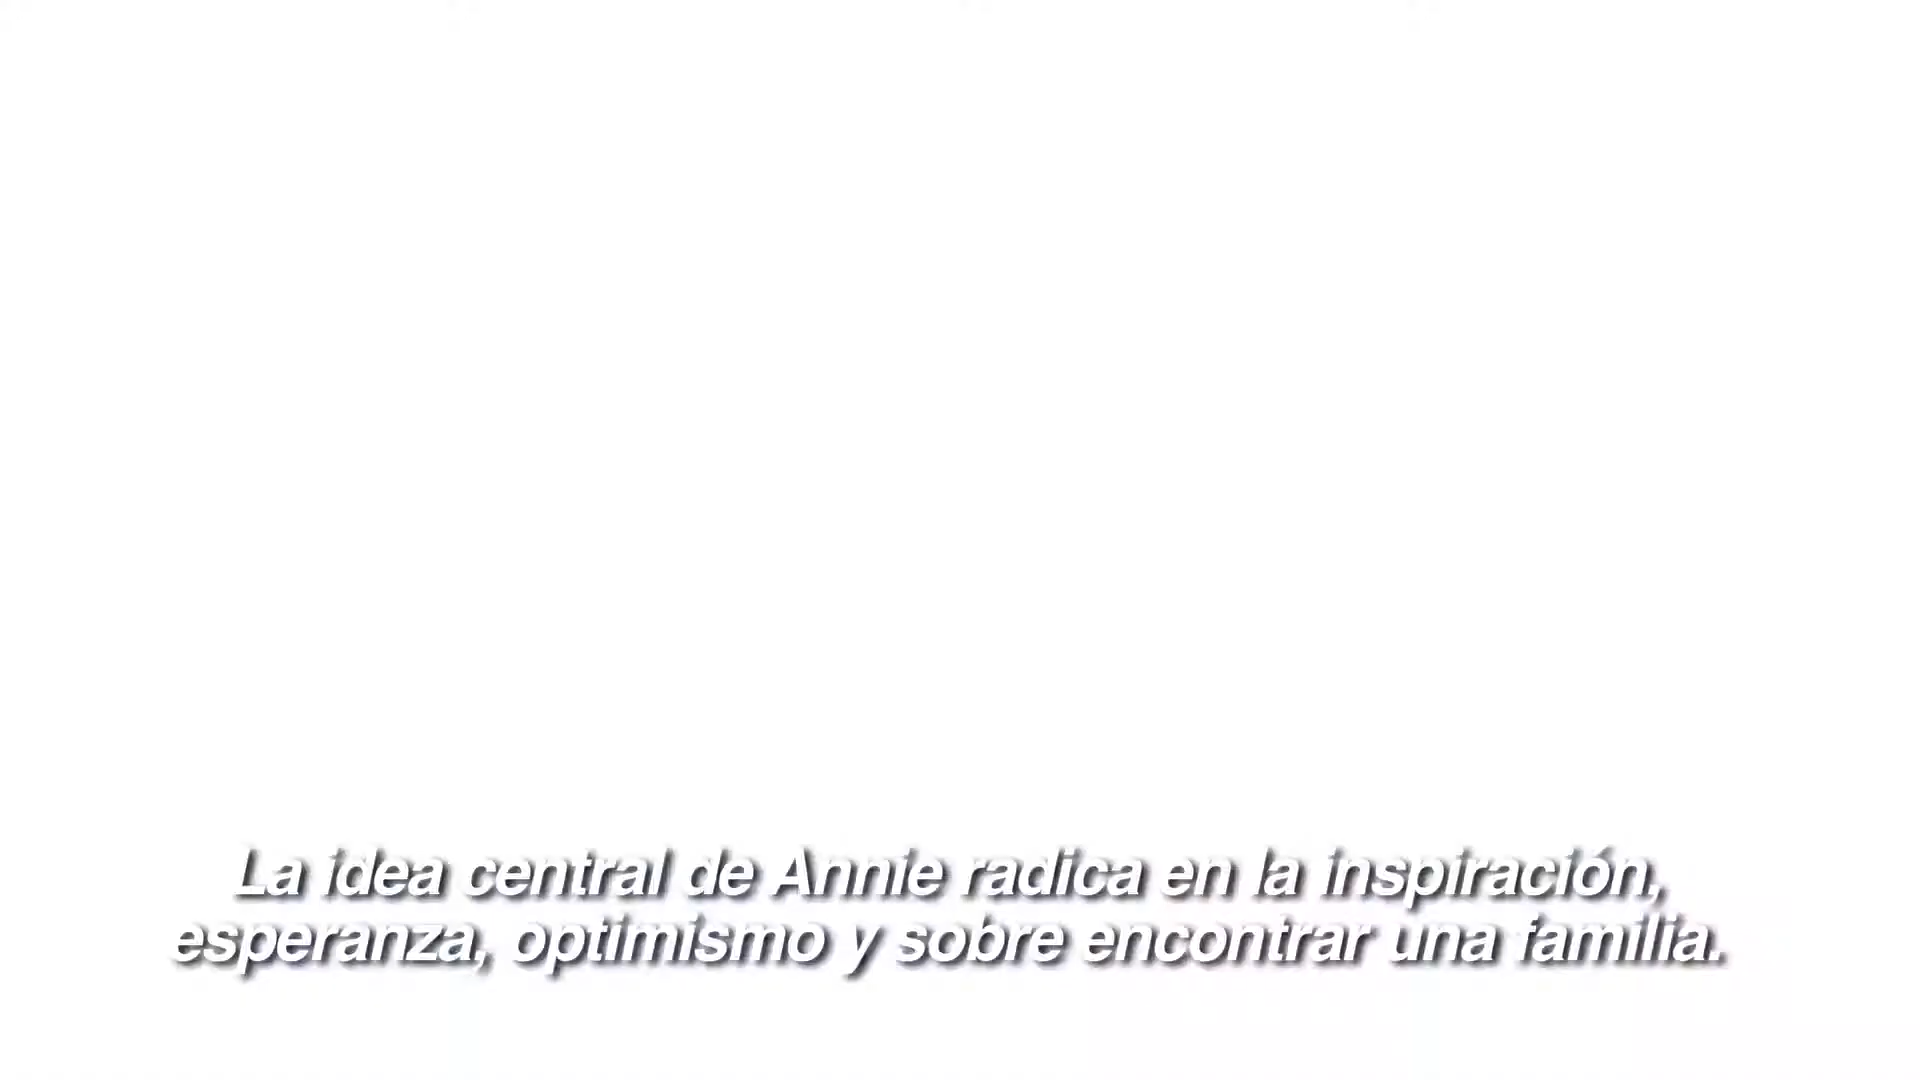 La idea central de Annie radica en la inspiración,
esperanza, optimismo y sobre encontrar una familia.